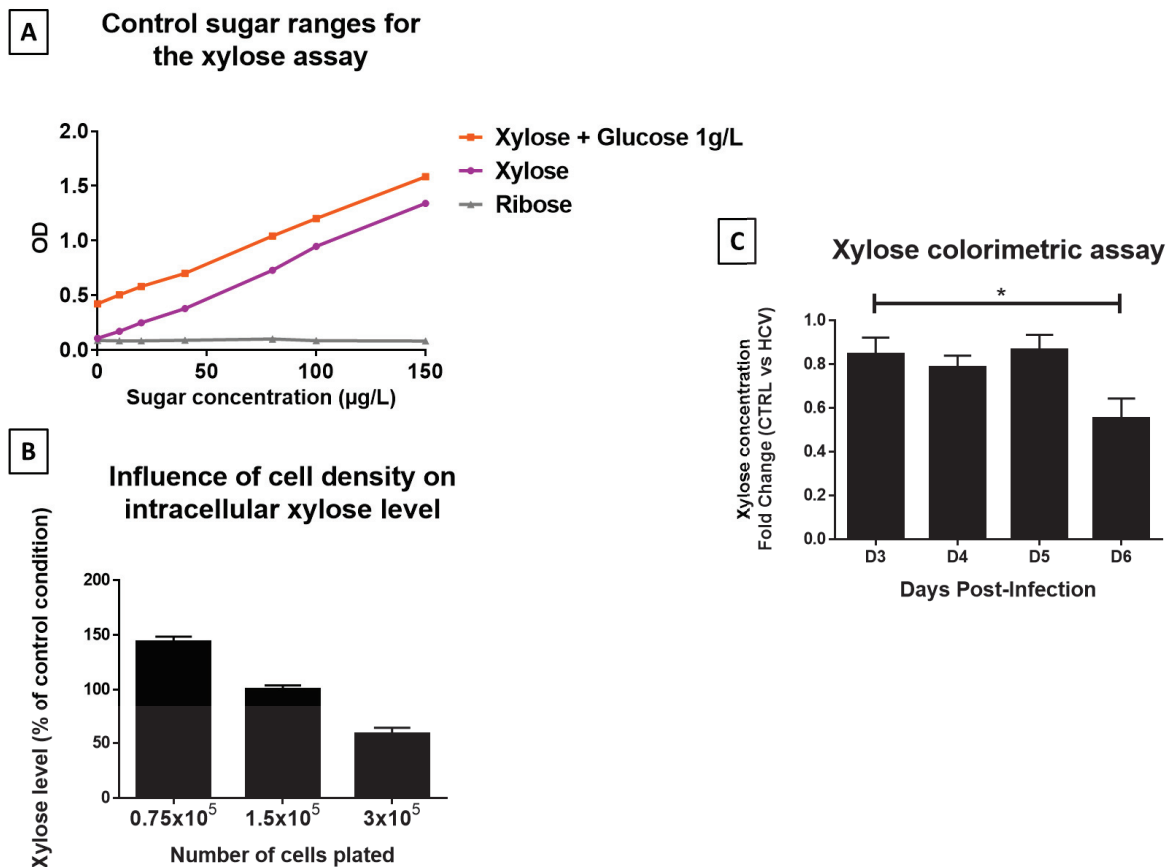 A
Control sugar ranges for
the xylose assay
2.0
1.5
1.0
0.5
0.0
OD
0 50 100 150
Sugar concentration (µg/L)
Xylose + Glucose 1g/L
Xylose
Ribose
B
Influence of cell density on
intracellular xylose level
Xylose level (% of control condition)
200
150
100
50
0
0.75x10⁵ 1.5x10⁵ 3x10⁵
Number of cells plated
C
Xylose colorimetric assay
*
Xylose concentration
Fold Change (CTRL vs HCV)
1.0
0.8
0.6
0.4
0.2
0.0
D3 D4 D5 D6
Days Post-Infection